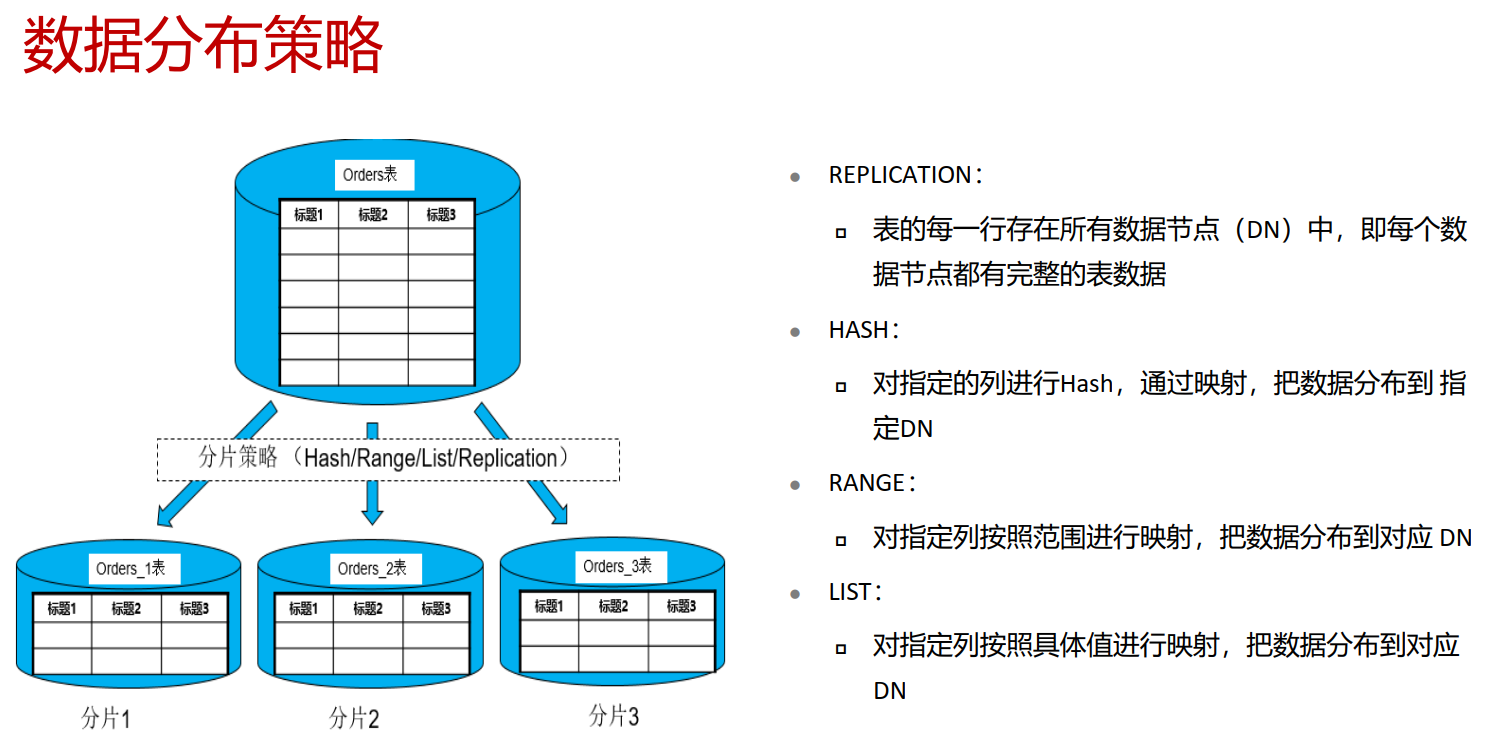 数据分布策略
Orders表
标题1 标题2 标题3
分片策略（Hash/Range/List/Replication）
Orders_1表
标题1 标题2 标题3
分片1
Orders_2表
标题1 标题2 标题3
分片2
Orders_3表
标题1 标题2 标题3
分片3
REPLICATION：
表的每一行存在所有数据节点（DN）中，即每个数
据节点都有完整的表数据
HASH：
对指定的列进行Hash，通过映射，把数据分布到 指
定DN
RANGE：
对指定列按照范围进行映射，把数据分布到对应 DN
LIST：
对指定列按照具体值进行映射，把数据分布到对应
DN